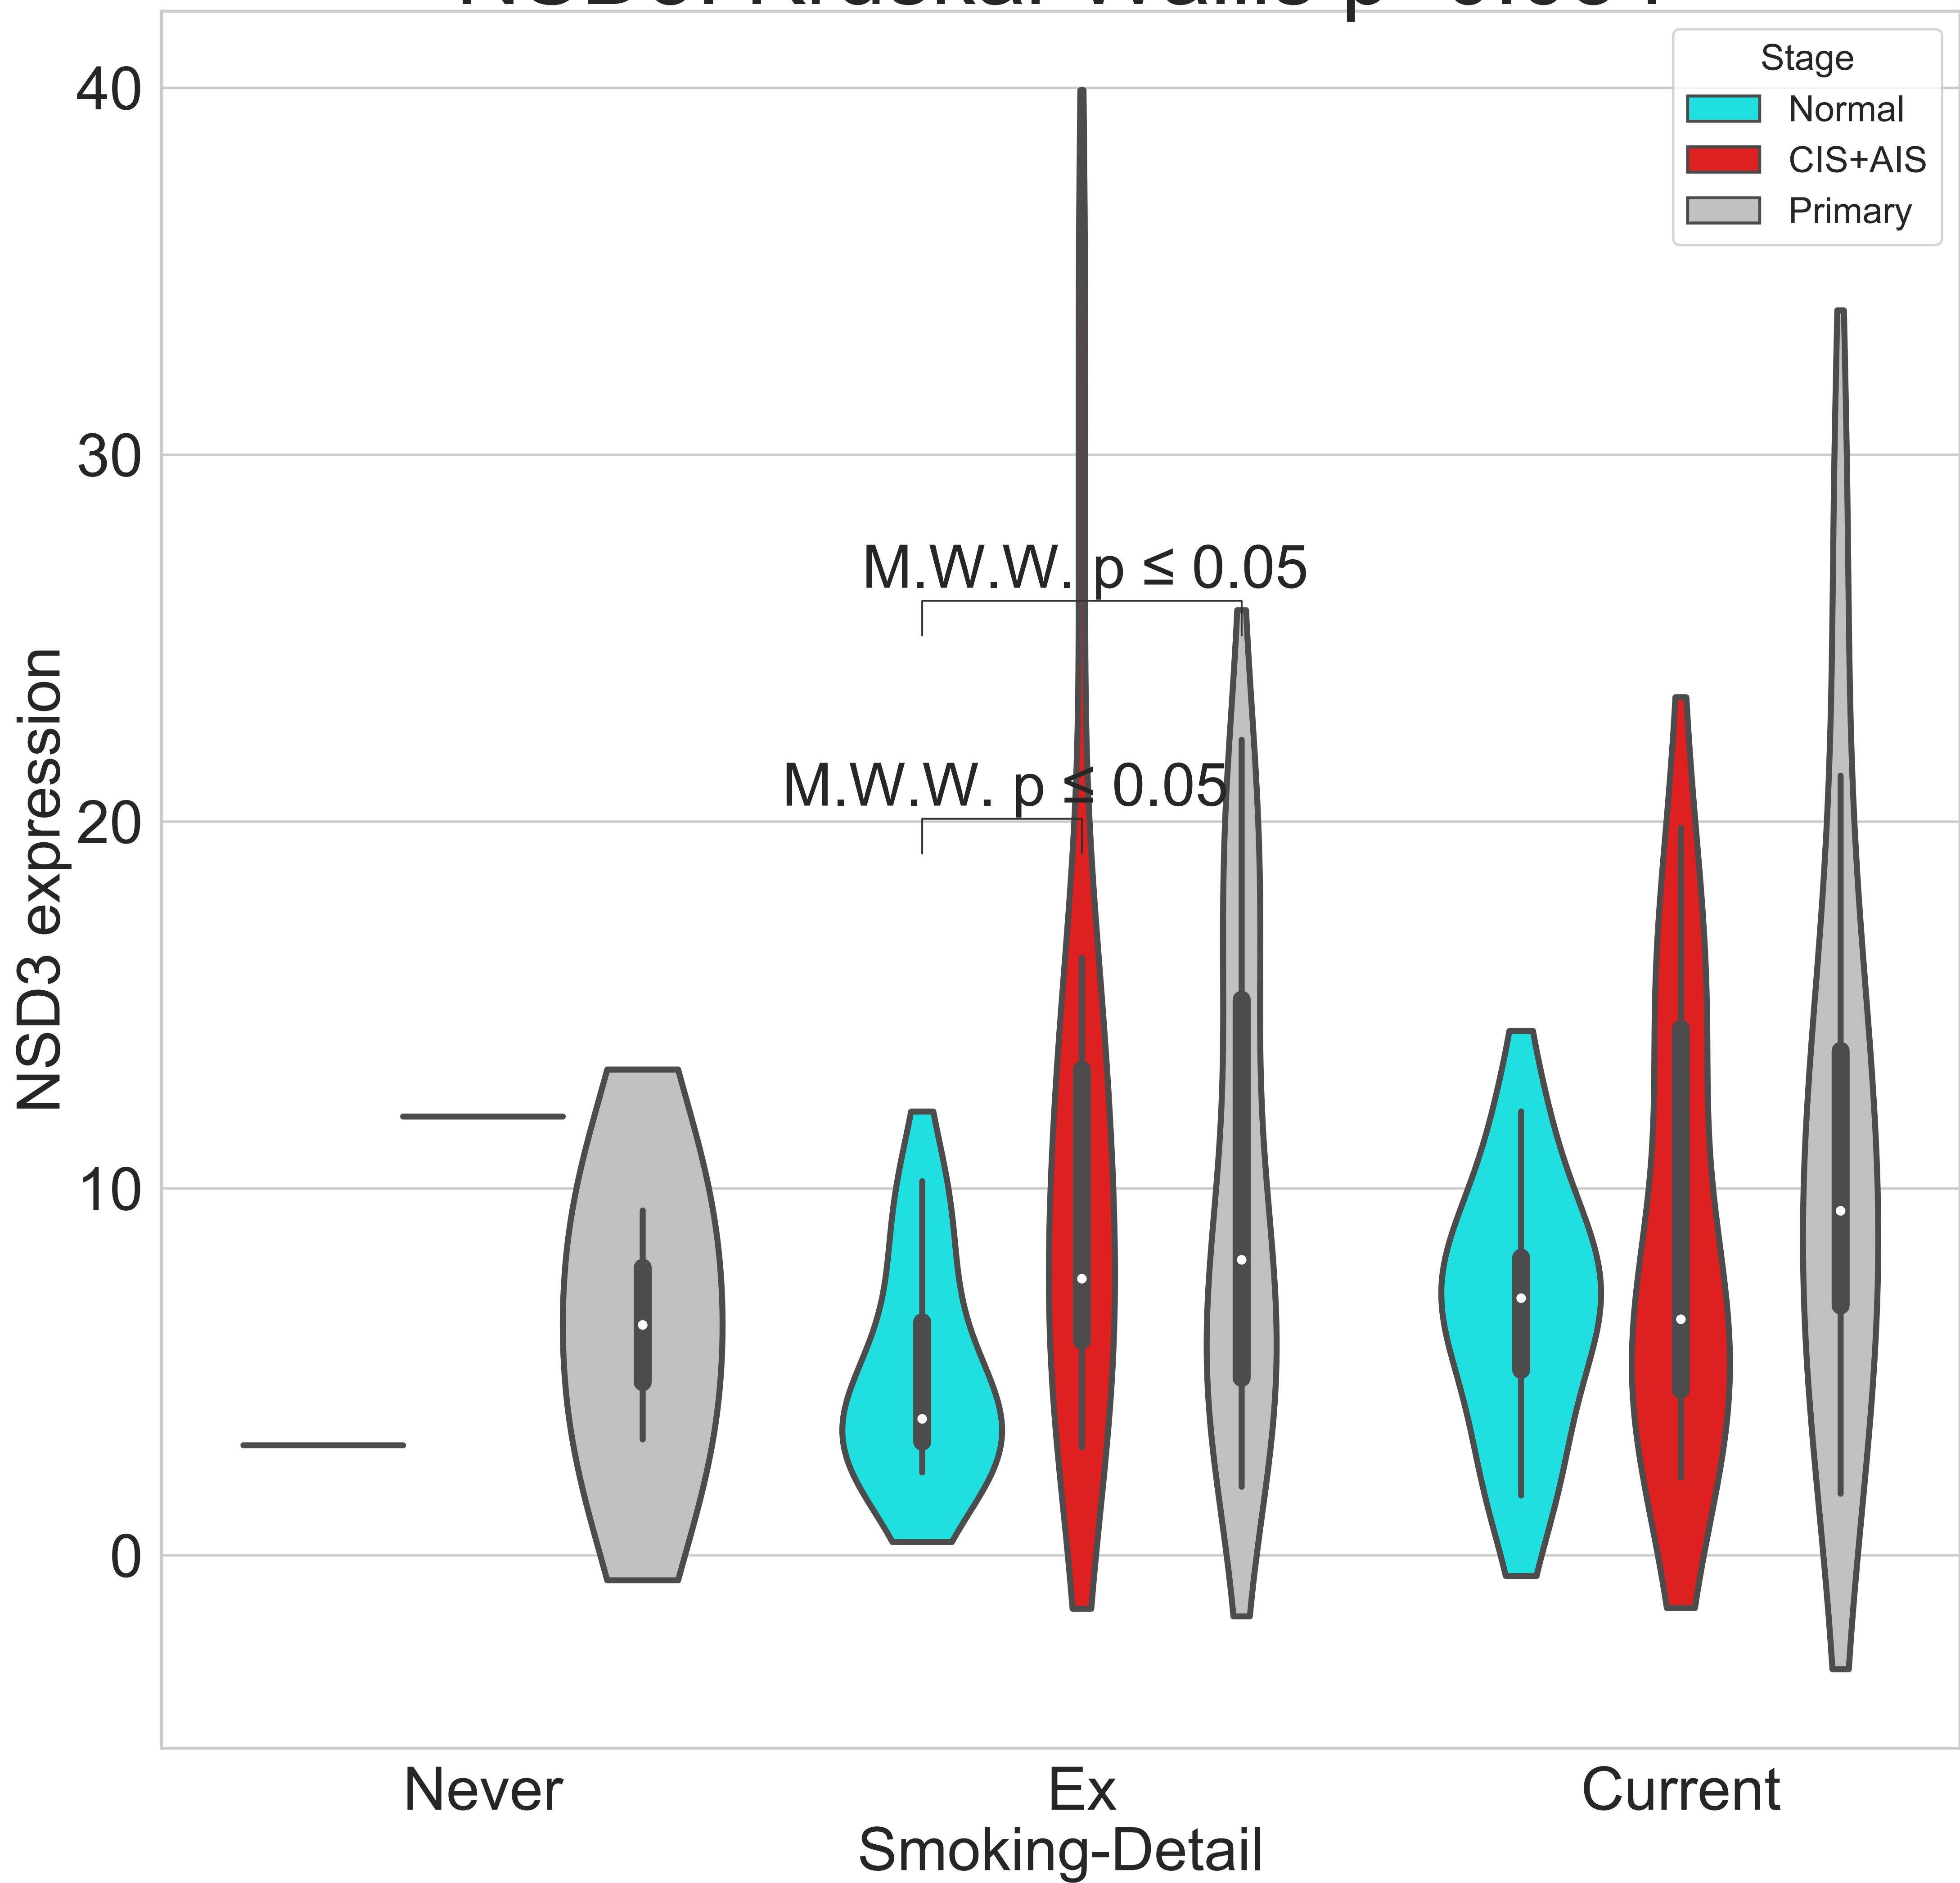 40
30
20
10
0
NSD3 expression
Stage
Normal
CIS+AIS
Primary
M.W.W. p ≤ 0.05
M.W.W. p ≤ 0.05
Never
Ex
Current
Smoking-Detail